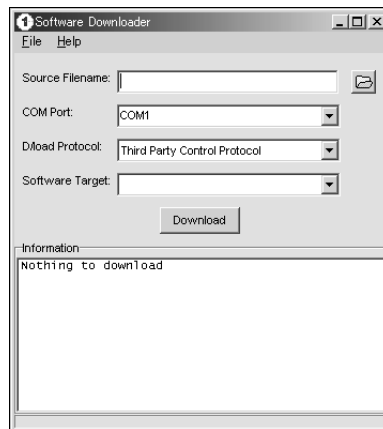 1 Software Downloader
File Help
Source Filename:
COM Port: COM1
D/load Protocol: Third Party Control Protocol
Software Target:
Download
Information
Nothing to download